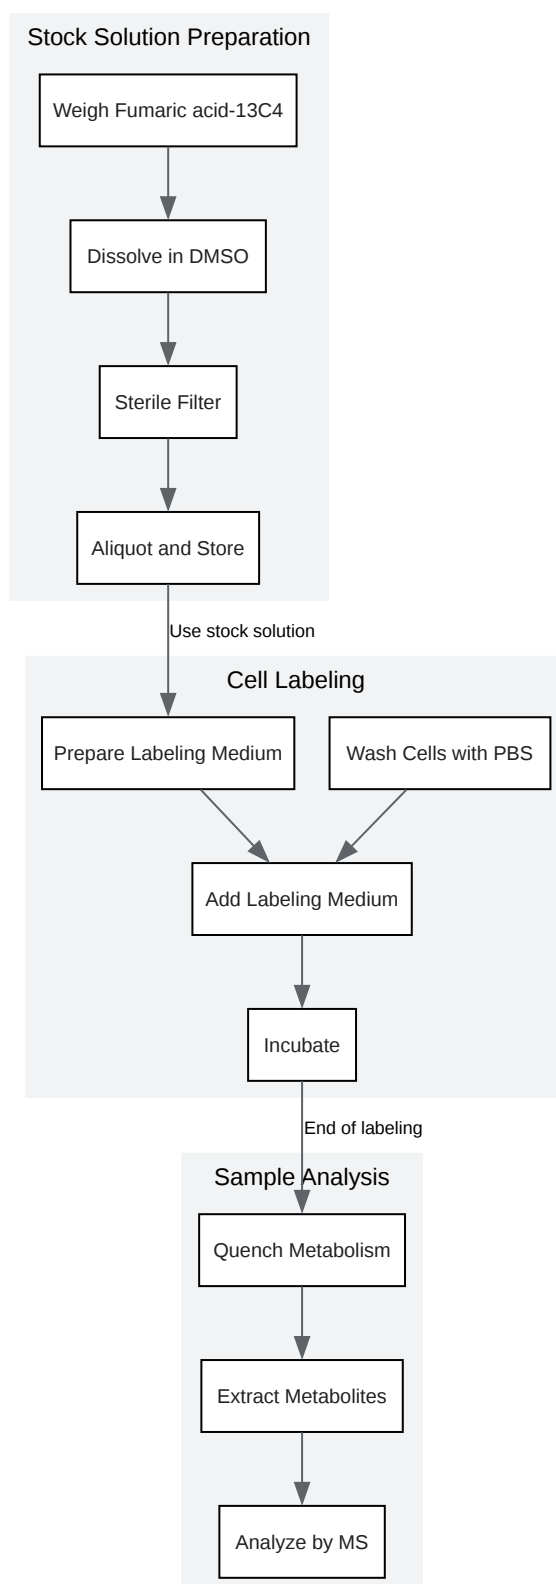 Stock Solution Preparation
Weigh Fumaric acid-13C4
Dissolve in DMSO
Sterile Filter
Aliquot and Store
Use stock solution
Cell Labeling
Prepare Labeling Medium
Wash Cells with PBS
Add Labeling Medium
Incubate
End of labeling
Sample Analysis
Quench Metabolism
Extract Metabolites
Analyze by MS